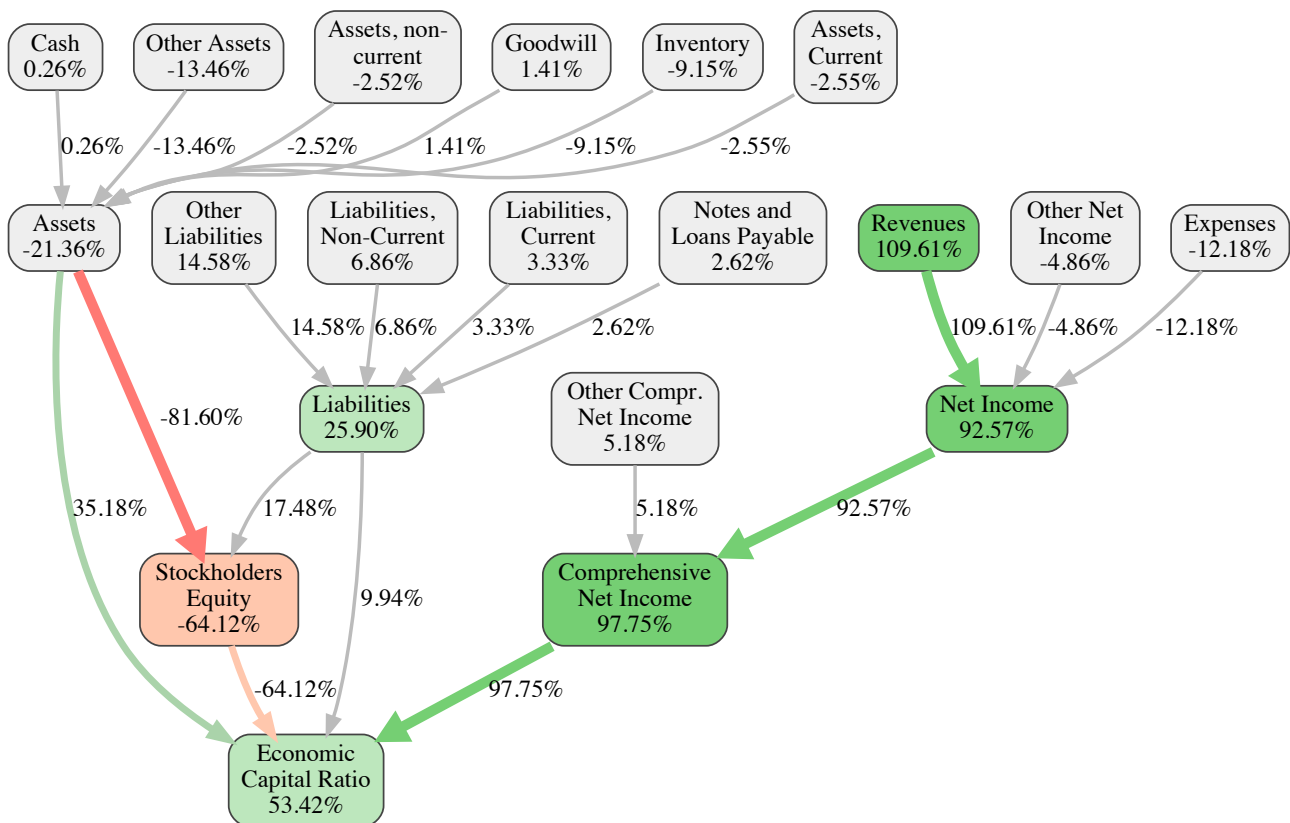 Cash
0.26%
Other Assets
-13.46%
Assets, non-
current
-2.52%
Goodwill
1.41%
Inventory
-9.15%
Assets,
Current
-2.55%
0.26%
-13.46%
-2.52%
1.41%
-9.15%
-2.55%
Assets
-21.36%
Other
Liabilities
14.58%
Liabilities,
Non-Current
6.86%
Liabilities,
Current
3.33%
Notes and
Loans Payable
2.62%
Revenues
109.61%
Other Net
Income
-4.86%
Expenses
-12.18%
14.58%
6.86%
3.33%
2.62%
109.61%
-4.86%
-12.18%
-81.60%
Liabilities
25.90%
Other Compr.
Net Income
5.18%
Net Income
92.57%
35.18%
17.48%
5.18%
92.57%
Stockholders
Equity
-64.12%
9.94%
Comprehensive
Net Income
97.75%
-64.12%
97.75%
Economic
Capital Ratio
53.42%